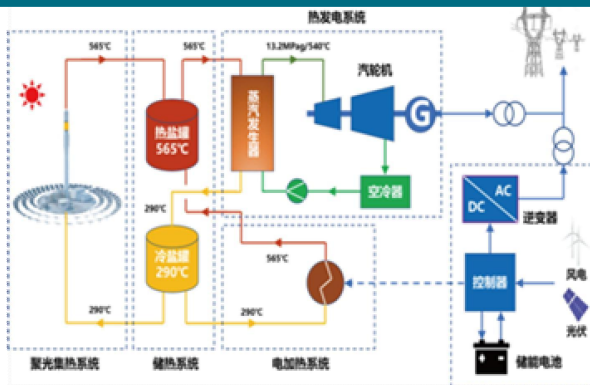 热发电系统
565℃
565℃
13.2MPag/540℃
汽轮机
热盐罐
565℃
蒸汽发生器
G
空冷器
290℃
冷盐罐
290℃
565℃
290℃
290℃
AC
DC
逆变器
控制器
风电
光伏
储能电池
聚光集热系统
储热系统
电加热系统